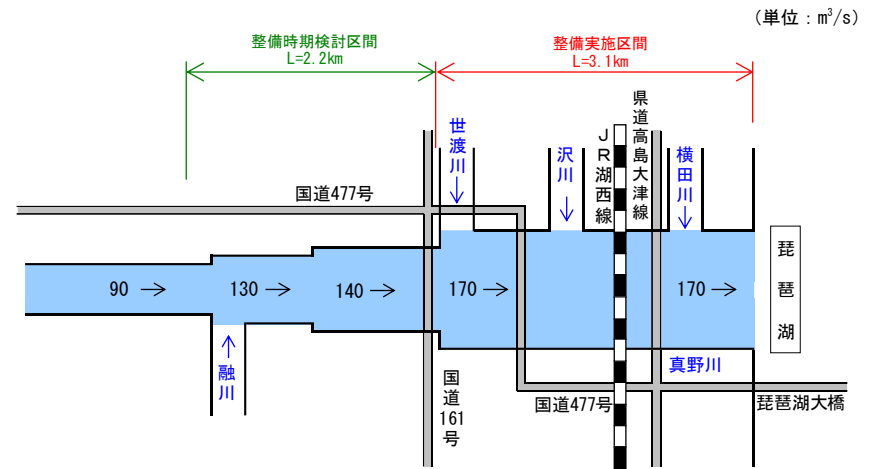 （単位：m³/s）
整備時期検討区間
L=2.2km
整備実施区間
L=3.1km
世渡川
沢川
JR湖西線
県道高島大津線
横田川
国道477号
90 →
130 →
140 →
170 →
170 →
琵琶湖
融川
国道161号
真野川
国道477号
琵琶湖大橋